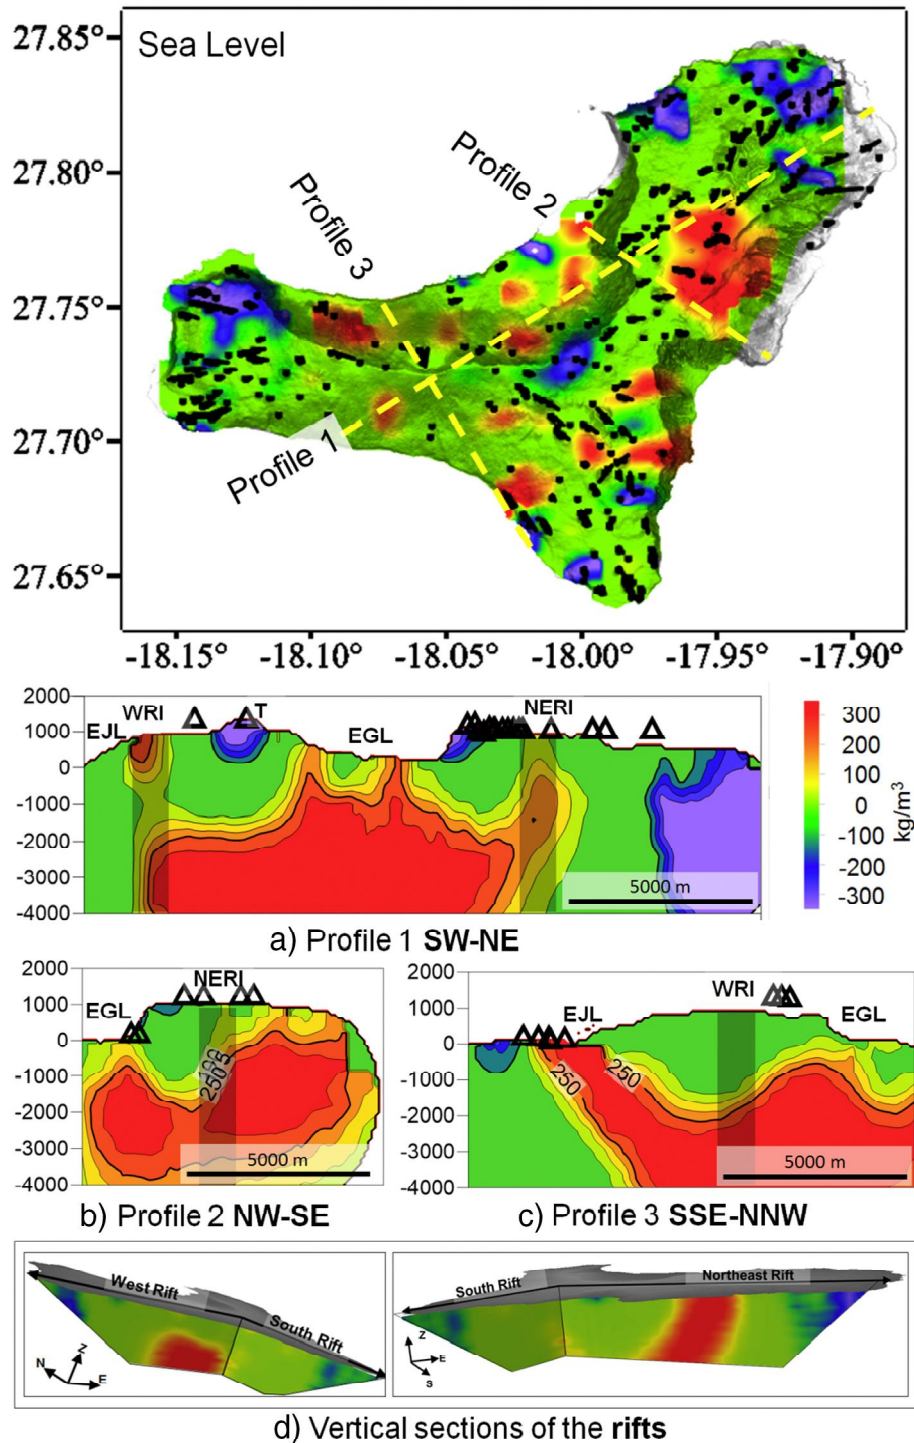 27.85°
Sea Level
27.80°
Profile 2
Profile 3
27.75°
27.70°
Profile 1
27.65°
-18.15° -18.10° -18.05° -18.00° -17.95° -17.90°
2000
1000
0
-1000
-2000
-3000
-4000
EJL
WRI
T
EGL
NERI
5000 m
300
200
100
0
-100
-200
-300
kg/m³
a) Profile 1 SW-NE
2000
1000
0
-1000
-2000
-3000
-4000
EGL
NERI
250
5000 m
2000
1000
0
-1000
-2000
-3000
-4000
EJL
WRI
EGL
250
250
5000 m
b) Profile 2 NW-SE
c) Profile 3 SSE-NNW
West Rift
South Rift
N
Z
E
South Rift
Northeast Rift
Z
E
S
d) Vertical sections of the rifts